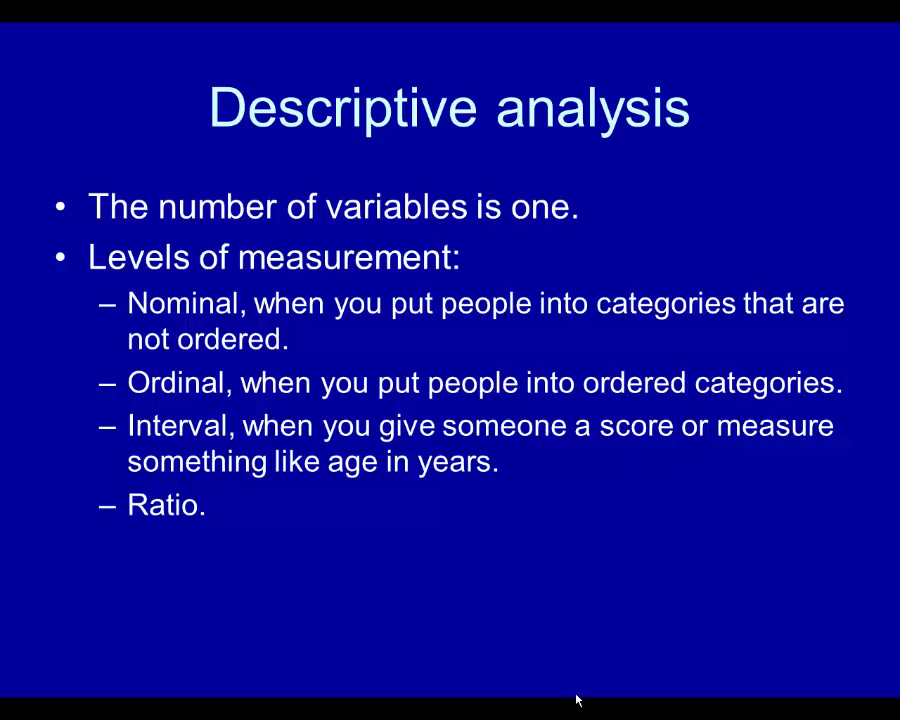 Descriptive analysis
• The number of variables is one.
• Levels of measurement:
– Nominal, when you put people into categories that are
not ordered.
– Ordinal, when you put people into ordered categories.
– Interval, when you give someone a score or measure
something like age in years.
– Ratio.